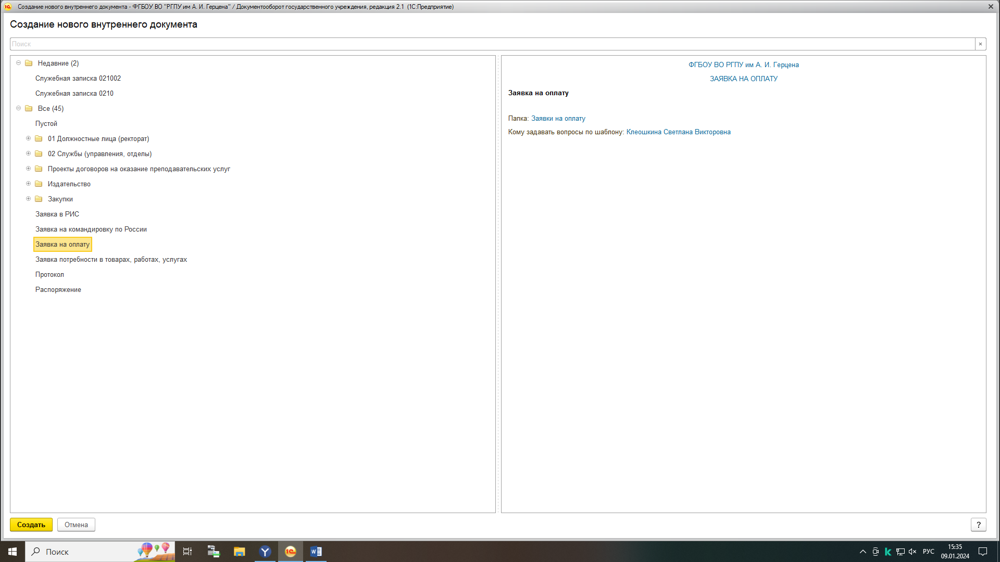 Создание нового внутреннего документа - ФГБОУ ВО "РГПУ им А. И. Герцена" / Документооборот государственного учреждения, редакция 2.1 (1С:Предприятие)
Создание нового внутреннего документа
Поиск
Недавние (2)
Служебная записка 021002
Служебная записка 0210
Все (45)
Пустой
01 Должностные лица (ректорат)
02 Службы (управления, отделы)
Проекты договоров на оказание преподавательских услуг
Издательство
Закупки
Заявка в РИС
Заявка на командировку по России
Заявка на оплату
Заявка потребности в товарах, работах, услугах
Протокол
Распоряжение
ФГБОУ ВО РГПУ им А. И. Герцена
ЗАЯВКА НА ОПЛАТУ
Заявка на оплату
Папка: Заявки на оплату
Кому задавать вопросы по шаблону: Клеошкина Светлана Викторовна
Создать
Отмена
?
Поиск
РУС
15:35
09.01.2024